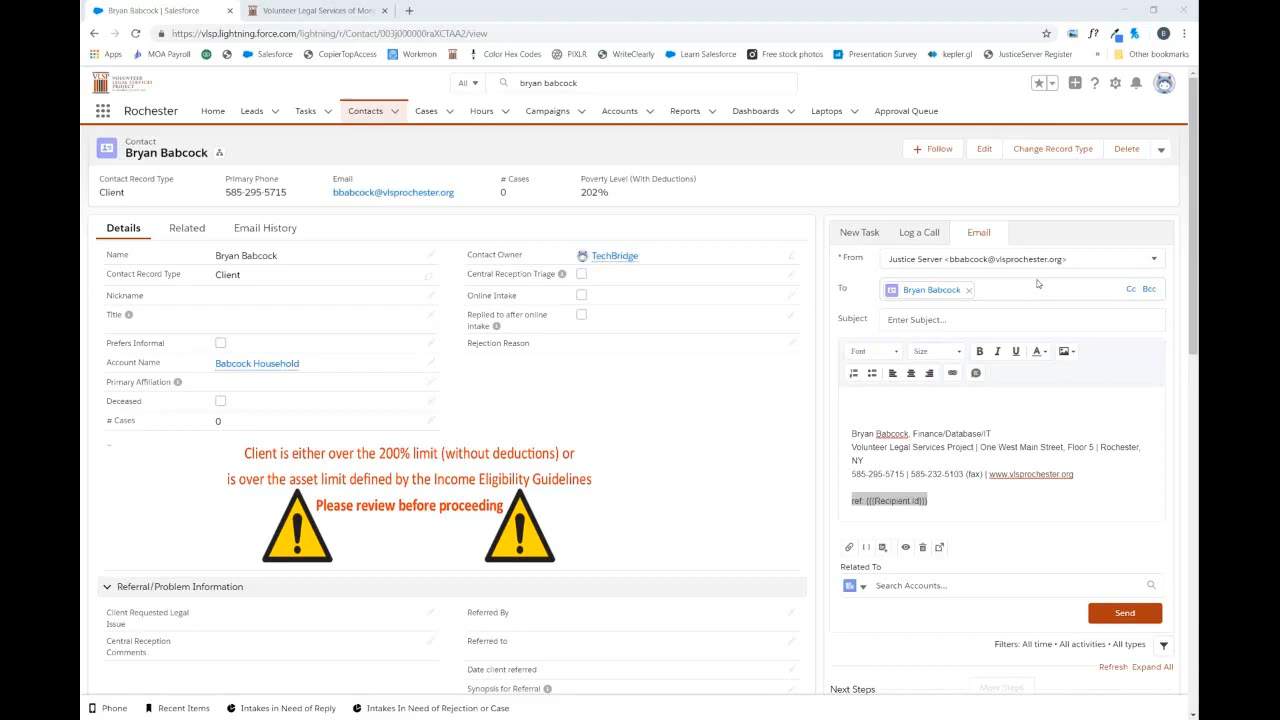 Bryan Babcock | Salesforce
Volunteer Legal Services of Mon
https://vlsp.lightning.force.com/lightning/r/Contact/003j000000raXCTAA2/view
Apps
MOA Payroll
Salesforce
CopierTopAccess
Workmon
Color Hex Codes
PIXLR
WriteClearly
Learn Salesforce
Free stock photos
Presentation Survey
kepler.gl
JusticeServer Register
»
Other bookmarks
VLSP VOLUNTEER LEGAL SERVICES PROJECT
All
bryan babcock
Rochester
Home
Leads
Tasks
Contacts
Cases
Hours
Campaigns
Accounts
Reports
Dashboards
Laptops
Approval Queue
Contact
Bryan Babcock
+ Follow
Edit
Change Record Type
Delete
Contact Record Type
Primary Phone
Email
# Cases
Poverty Level (With Deductions)
Client
585-295-5715
bbabcock@vlsprochester.org
0
202%
Details
Related
Email History
Name
Bryan Babcock
Contact Record Type
Client
Nickname
Title
Prefers Informal
Account Name
Babcock Household
Primary Affiliation
Deceased
# Cases
0
Contact Owner
TechBridge
Central Reception Triage
Online Intake
Replied to after online
intake
Rejection Reason
Client is either over the 200% limit (without deductions) or
is over the asset limit defined by the Income Eligibility Guidelines
Please review before proceeding
Referral/Problem Information
Client Requested Legal
Issue
Central Reception
Comments
Referred By
Referred to
Date client referred
Synopsis for Referral
New Task
Log a Call
Email
* From
Justice Server <bbabcock@vlsprochester.org>
To
Bryan Babcock
Cc
Bcc
Subject
Enter Subject...
Font
Size
B
I
U
A
Bryan Babcock, Finance/Database/IT
Volunteer Legal Services Project | One West Main Street, Floor 5 | Rochester,
NY
585-295-5715 | 585-232-5103 (fax) | www.vlsprochester.org
ref: {{{Recipient.Id}}}
Related To
Search Accounts...
Send
Filters: All time • All activities • All types
Refresh
Expand All
Next Steps
More Steps
Phone
Recent Items
Intakes in Need of Reply
Intakes In Need of Rejection or Case